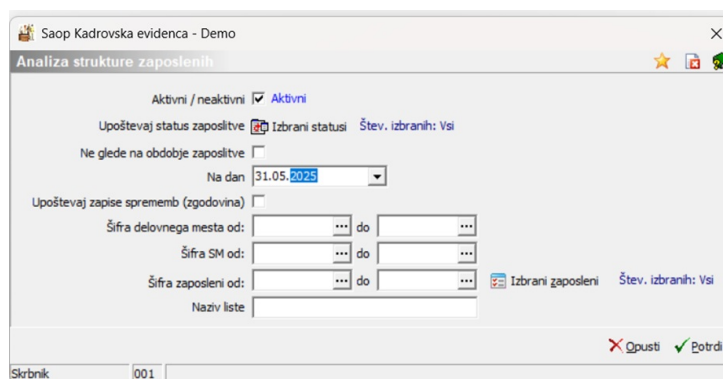 Saop Kadrovska evidenca - Demo
Analiza strukture zaposlenih
Aktivni / neaktivni Aktivni
Upoštevaj status zaposlitve Izbrani statusi Štev. izbranih: Vsi
Ne glede na obdobje zaposlitve
Na dan 31.05.2025
Upoštevaj zapise sprememb (zgodovina)
Šifra delovnega mesta od: ... do ...
Šifra SM od: ... do ...
Šifra zaposleni od: ... do ... Izbrani zaposleni Štev. izbranih: Vsi
Naziv liste
Opusti Potrdi
Skrbnik 001